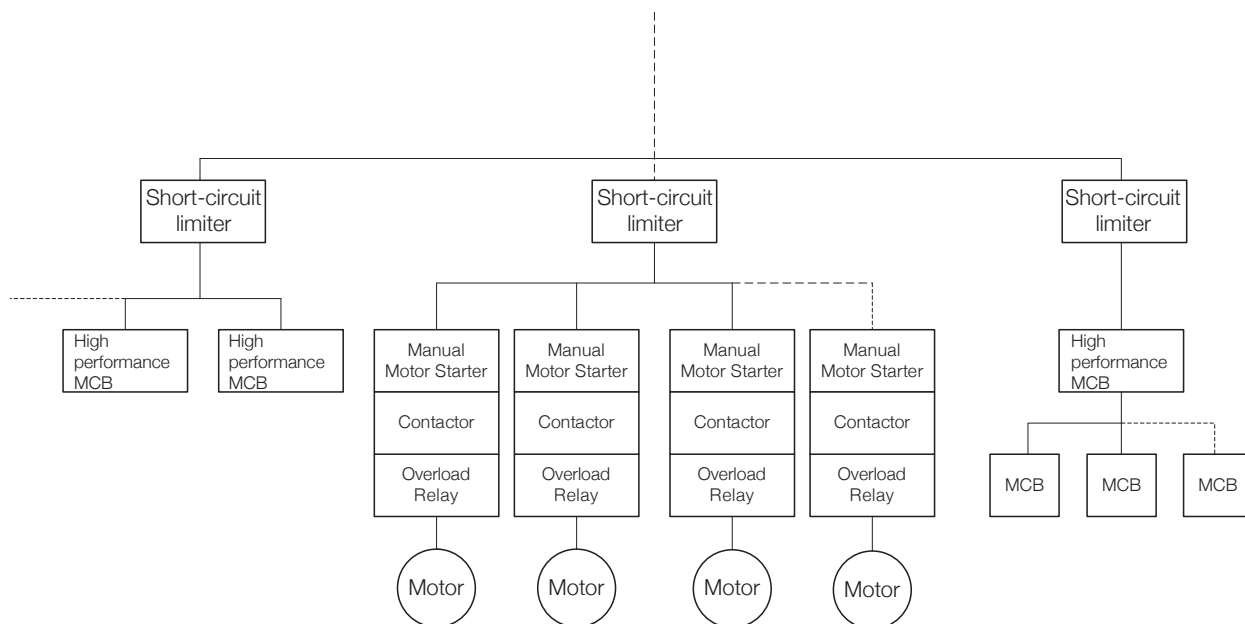 Short-circuit
limiter
Short-circuit
limiter
Short-circuit
limiter
High
performance
MCB
High
performance
MCB
Manual
Motor Starter
Contactor
Overload
Relay
Motor
Manual
Motor Starter
Contactor
Overload
Relay
Motor
Manual
Motor Starter
Contactor
Overload
Relay
Motor
Manual
Motor Starter
Contactor
Overload
Relay
Motor
High
performance
MCB
MCB
MCB
MCB